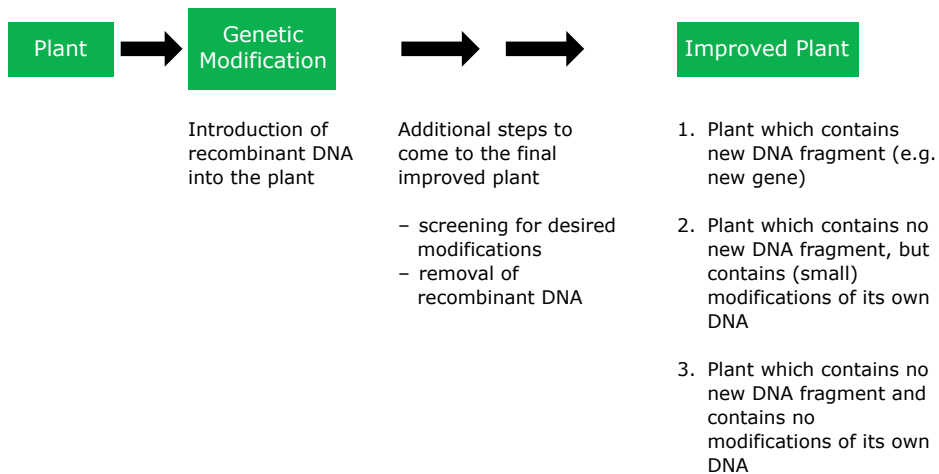 Plant
Genetic
Modification
Improved Plant
Introduction of
recombinant DNA
into the plant
Additional steps to
come to the final
improved plant
– screening for desired
modifications
– removal of
recombinant DNA
1. Plant which contains
new DNA fragment (e.g.
new gene)
2. Plant which contains no
new DNA fragment, but
contains (small)
modifications of its own
DNA
3. Plant which contains no
new DNA fragment and
contains no
modifications of its own
DNA